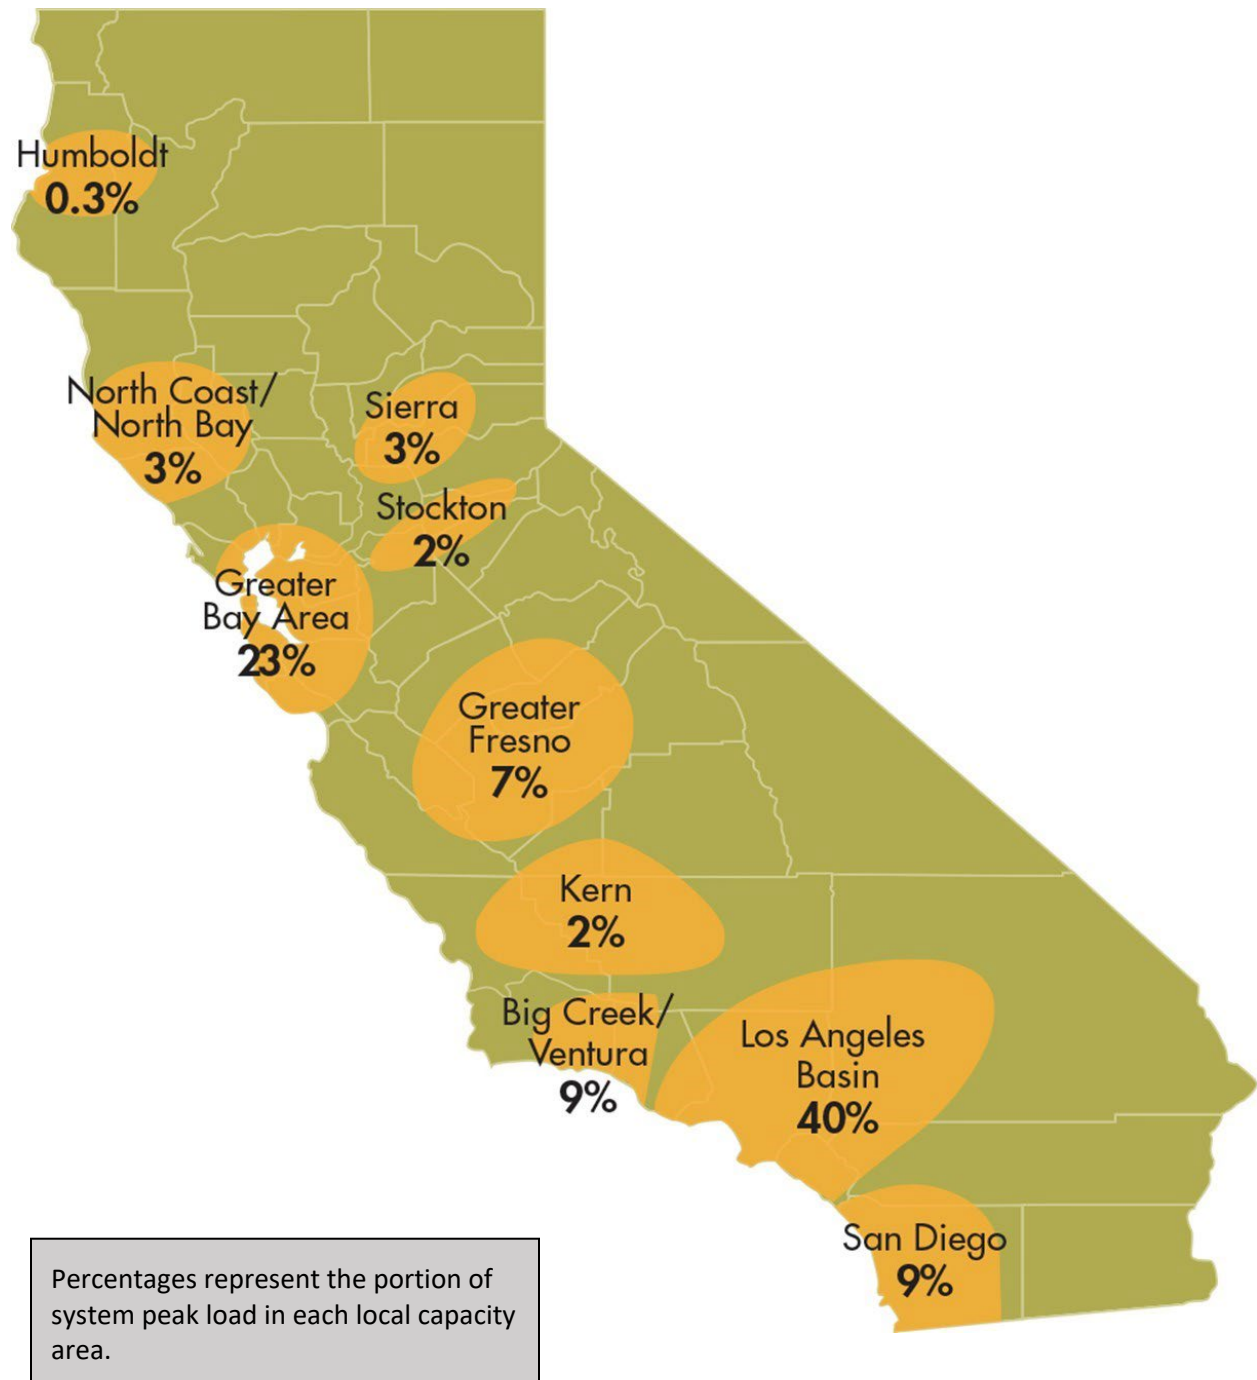 Humboldt
0.3%
North Coast/
North Bay
3%
Sierra
3%
Stockton
2%
Greater
Bay Area
23%
Greater
Fresno
7%
Kern
2%
Big Creek/
Ventura
9%
Los Angeles
Basin
40%
San Diego
9%
Percentages represent the portion of
system peak load in each local capacity
area.